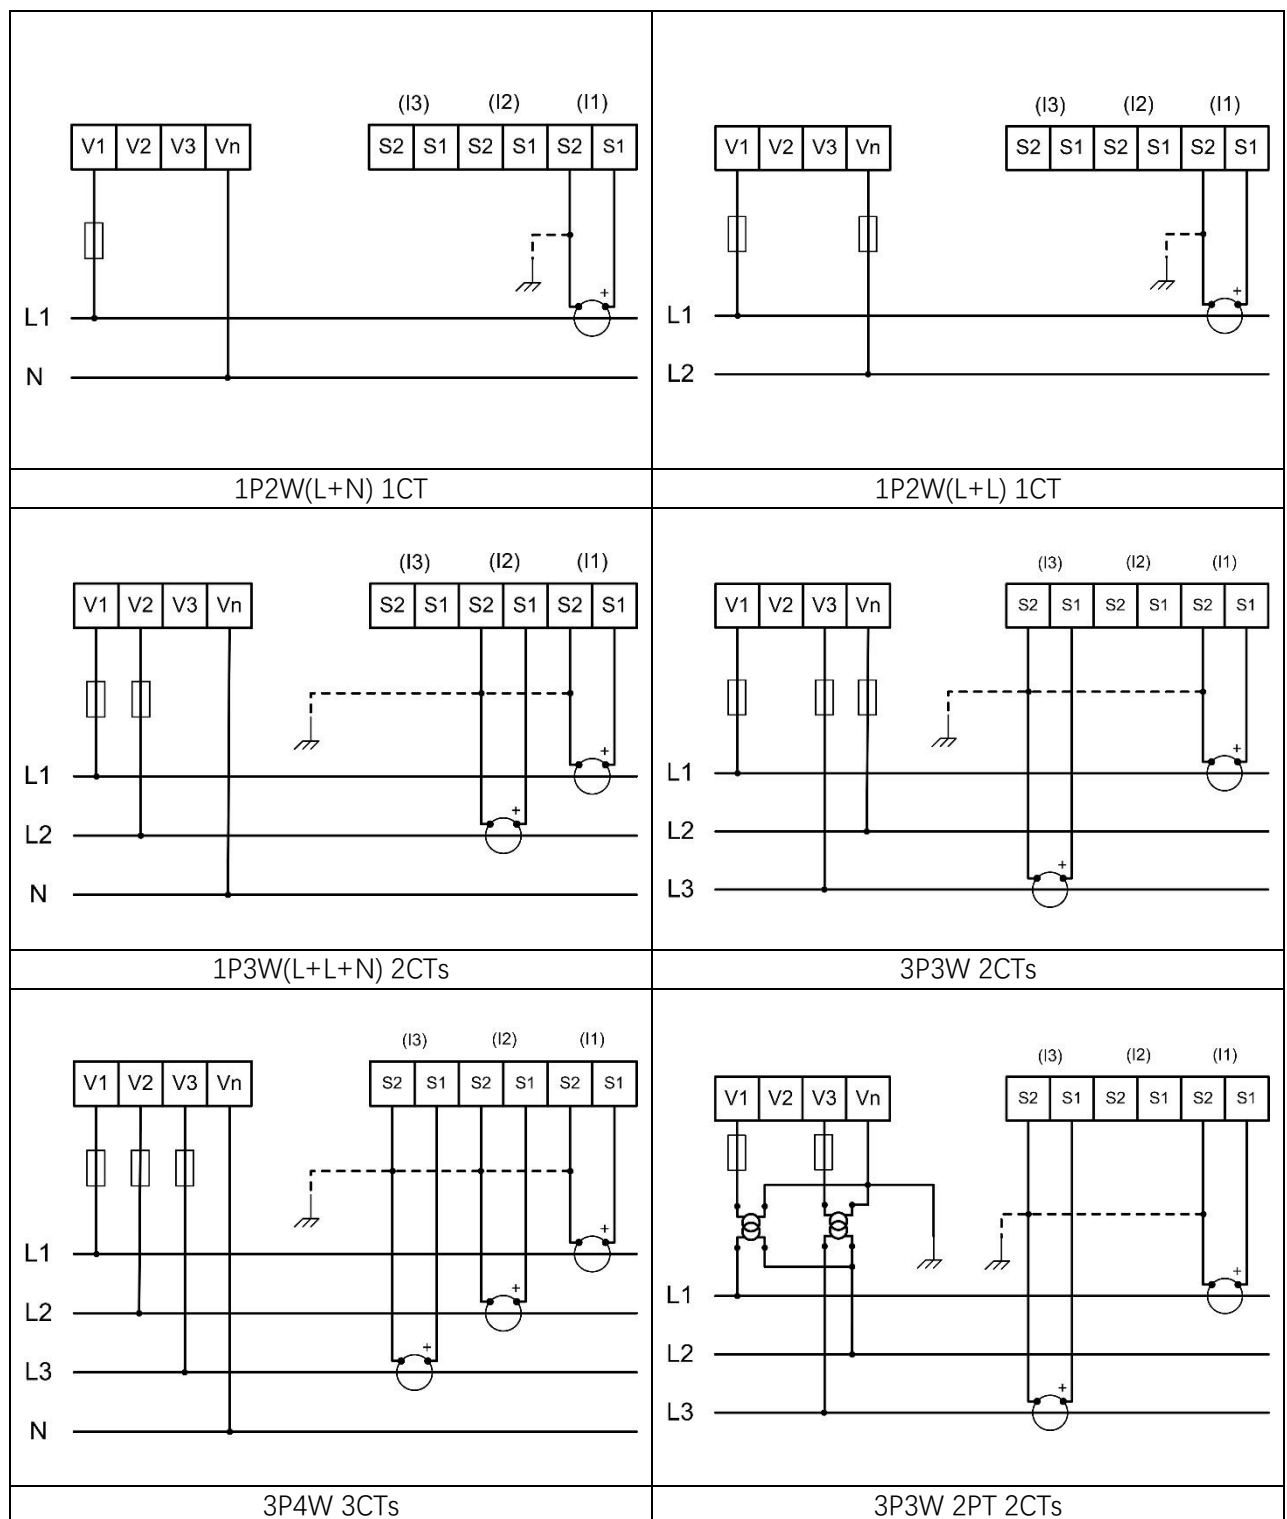 (I3) (I2) (I1)
V1 V2 V3 Vn S2 S1 S2 S1 S2 S1
+
L1
N
1P2W(L+N) 1CT
(I3) (I2) (I1)
V1 V2 V3 Vn S2 S1 S2 S1 S2 S1
+
L1
L2
1P2W(L+L) 1CT
(I3) (I2) (I1)
V1 V2 V3 Vn S2 S1 S2 S1 S2 S1
+
L1
+
L2
N
1P3W(L+L+N) 2CTs
(I3) (I2) (I1)
V1 V2 V3 Vn S2 S1 S2 S1 S2 S1
+
L1
L2
+
L3
3P3W 2CTs
(I3) (I2) (I1)
V1 V2 V3 Vn S2 S1 S2 S1 S2 S1
+
L1
+
L2
+
L3
N
3P4W 3CTs
(I3) (I2) (I1)
V1 V2 V3 Vn S2 S1 S2 S1 S2 S1
+
L1
L2
+
L3
3P3W 2PT 2CTs